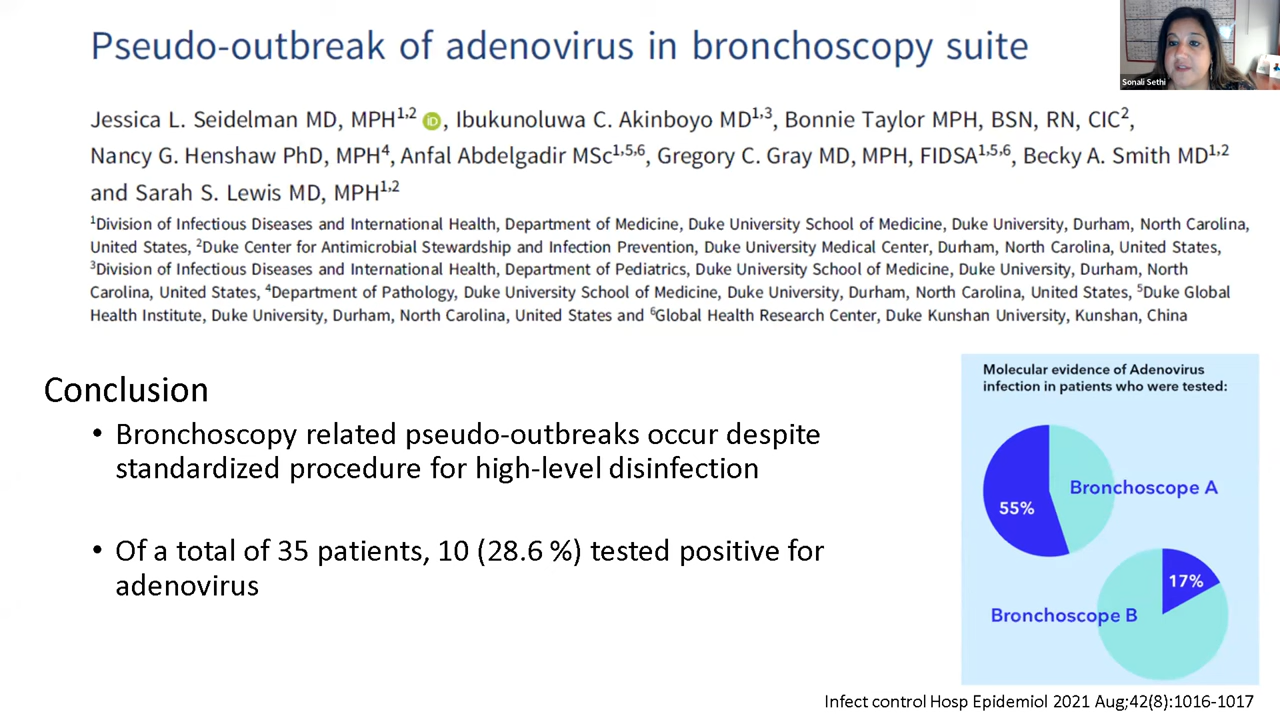 Pseudo-outbreak of adenovirus in bronchoscopy suite
Sonali Sethi
Jessica L. Seidelman MD, MPH1,2 iD, Ibukunoluwa C. Akinboyo MD1,3, Bonnie Taylor MPH, BSN, RN, CIC2,
Nancy G. Henshaw PhD, MPH4, Anfal Abdelgadir MSc1,5,6, Gregory C. Gray MD, MPH, FIDSA1,5,6, Becky A. Smith MD1,2
and Sarah S. Lewis MD, MPH1,2
1Division of Infectious Diseases and International Health, Department of Medicine, Duke University School of Medicine, Duke University, Durham, North Carolina,
United States, 2Duke Center for Antimicrobial Stewardship and Infection Prevention, Duke University Medical Center, Durham, North Carolina, United States,
3Division of Infectious Diseases and International Health, Department of Pediatrics, Duke University School of Medicine, Duke University, Durham, North
Carolina, United States, 4Department of Pathology, Duke University School of Medicine, Duke University, Durham, North Carolina, United States, 5Duke Global
Health Institute, Duke University, Durham, North Carolina, United States and 6Global Health Research Center, Duke Kunshan University, Kunshan, China
Conclusion
• Bronchoscopy related pseudo-outbreaks occur despite
standardized procedure for high-level disinfection
• Of a total of 35 patients, 10 (28.6 %) tested positive for
adenovirus
Molecular evidence of Adenovirus
infection in patients who were tested:
Bronchoscope A
55%
17%
Bronchoscope B
Infect control Hosp Epidemiol 2021 Aug;42(8):1016-1017